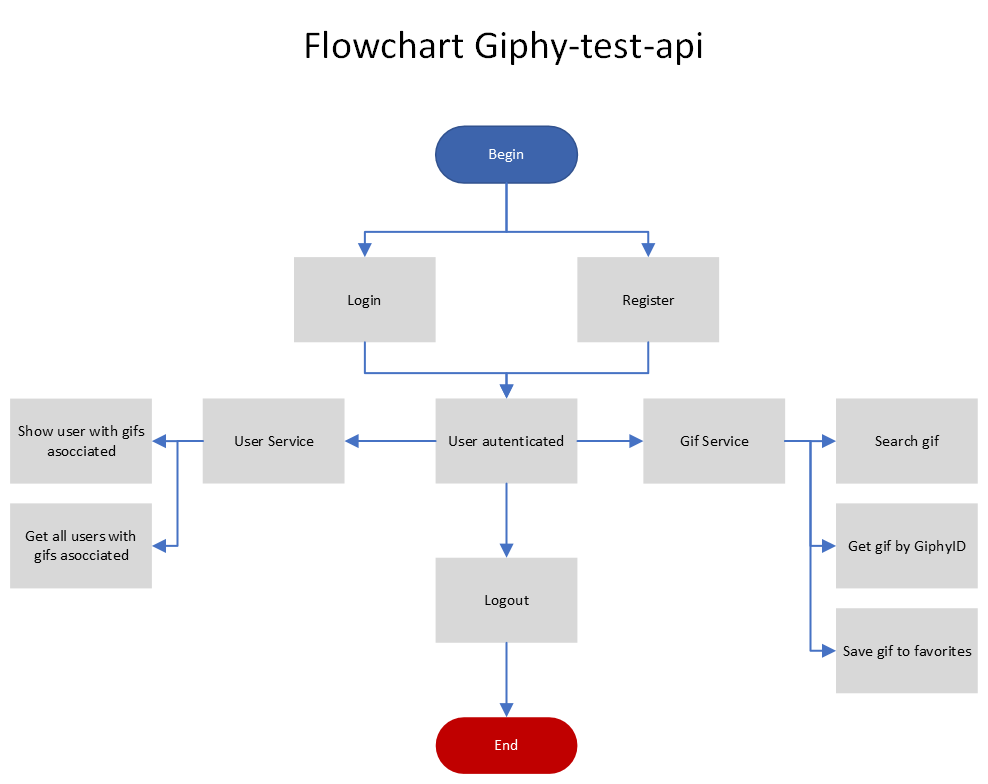 Flowchart Giphy-test-api
Begin
Login
Register
Show user with gifs
asocciated
User Service
User autenticated
Gif Service
Search gif
Get all users with
gifs asocciated
Get gif by GiphyID
Logout
Save gif to favorites
End